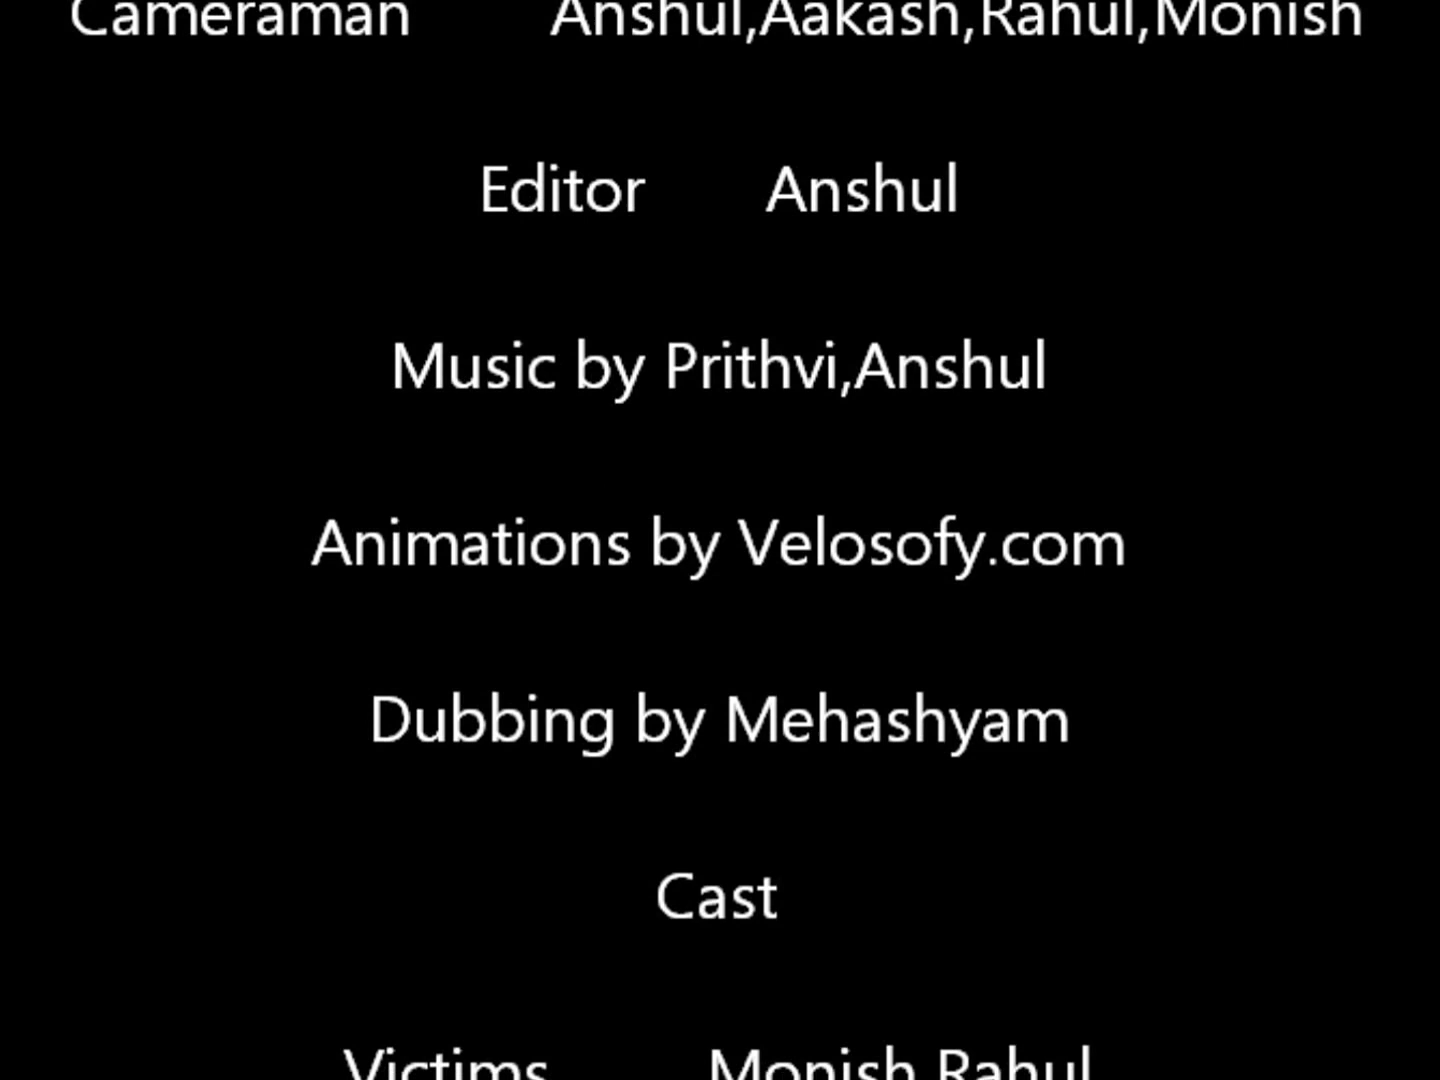 Cameraman Anshul,Aakash,Rahul,Monish
Editor Anshul
Music by Prithvi,Anshul
Animations by Velosofy.com
Dubbing by Mehashyam
Cast
Victims Monish,Rahul